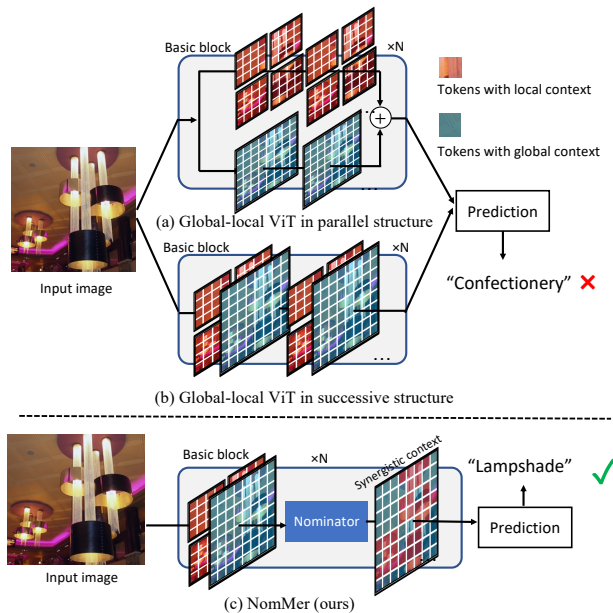 Basic block
×N
Tokens with local context
Tokens with global context
+
...
...
(a) Global-local ViT in parallel structure
Prediction
Input image
Basic block
×N
“Confectionery”
...
(b) Global-local ViT in successive structure
Basic block
×N
Synergistic context
“Lampshade”
Nominator
Prediction
...
Input image
(c) NomMer (ours)